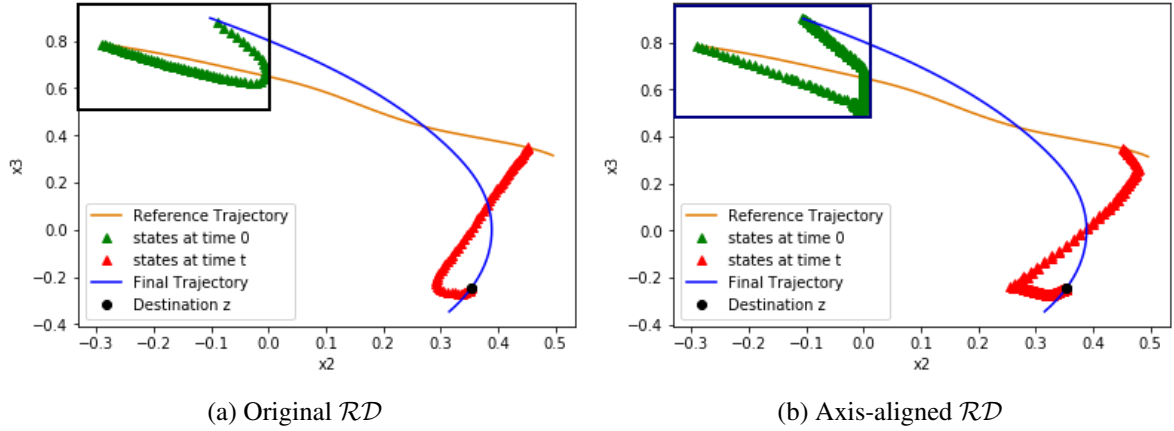 0.8
0.6
0.4
0.2
0.0
−0.2
−0.4
x3
Reference Trajectory
states at time 0
states at time t
Final Trajectory
Destination z
−0.3 −0.2 −0.1 0.0 0.1 0.2 0.3 0.4 0.5
x2
(a) Original RD
0.8
0.6
0.4
0.2
0.0
−0.2
−0.4
x3
Reference Trajectory
states at time 0
states at time t
Final Trajectory
Destination z
−0.3 −0.2 −0.1 0.0 0.1 0.2 0.3 0.4 0.5
x2
(b) Axis-aligned RD